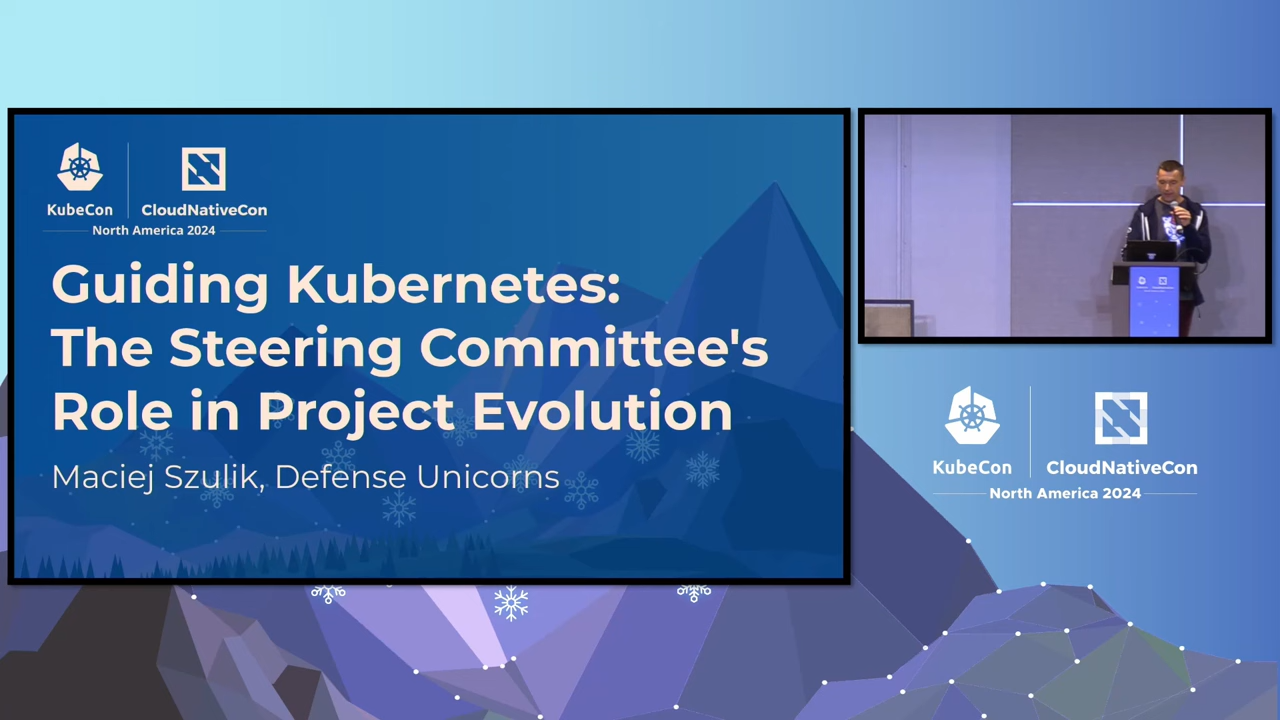 KubeCon
CloudNativeCon
North America 2024
Guiding Kubernetes:
The Steering Committee's
Role in Project Evolution
Maciej Szulik, Defense Unicorns
KubeCon
CloudNativeCon
North America 2024